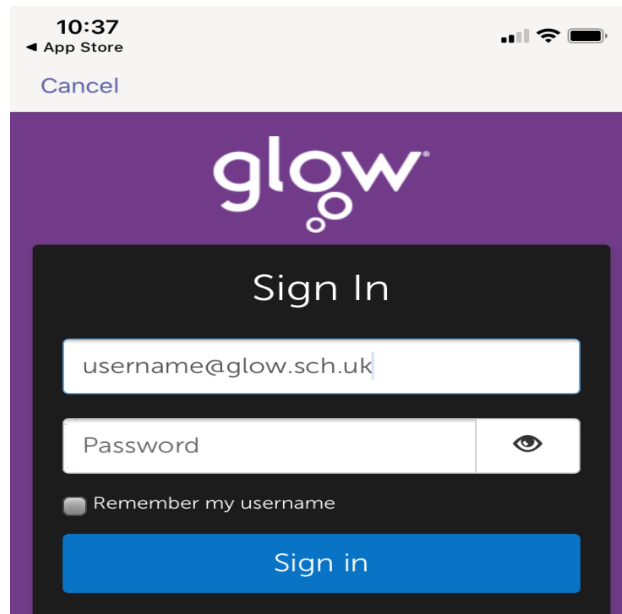 10:37
◄ App Store
Cancel
glow
Sign In
username@glow.sch.uk
Password
Remember my username
Sign in